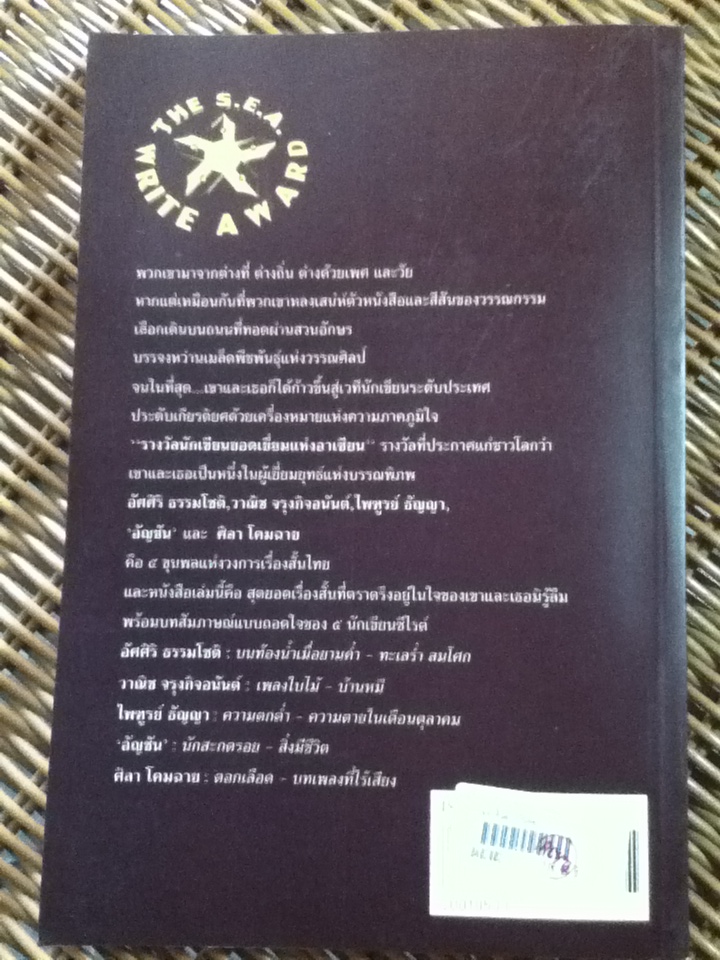 THE S.E.A. WRITE AWARD
พวกเขามาจากต่างที่ ต่างถิ่น ต่างด้วยเพศ และวัย
หากแต่เหมือนกันที่พวกเขาหลงเสน่ห์ตัวหนังสือและสีสันของวรรณกรรม
เลือกเดินบนถนนที่ทอดผ่านสวนอักษร
บรรจงหว่านเมล็ดพืชพันธุ์แห่งวรรณศิลป์
จนในที่สุด...เขาและเธอก็ได้ก้าวขึ้นสู่เวทีนักเขียนระดับประเทศ
ประดับเกียรติยศด้วยเครื่องหมายแห่งความภาคภูมิใจ
"รางวัลนักเขียนยอดเยี่ยมแห่งอาเซียน" รางวัลที่ประกาศแก่ชาวโลกว่า
เขาและเธอเป็นหนึ่งในผู้เยี่ยมยุทธ์แห่งบรรณพิภพ
อัศศิริ ธรรมโชติ,วาณิช จรุงกิจอนันต์,ไพฑูรย์ ธัญญา,
'อัญชัน' และ ศิลา โคมฉาย
คือ ๕ ขุนพลแห่งวงการเรื่องสั้นไทย
และหนังสือเล่มนี้คือ สุดยอดเรื่องสั้นที่ตราตรึงอยู่ในใจของเขาและเธอมิรู้ลืม
พร้อมบทสัมภาษณ์แบบถอดใจของ ๕ นักเขียนซีไรต์
อัศศิริ ธรรมโชติ : บนท้องน้ำเมื่อยามค่ำ - ทะเลร่ำ ลมโศก
วาณิช จรุงกิจอนันต์ : เพลงใบไม้ - บ้านหมี่
ไพฑูรย์ ธัญญา : ความตกต่ำ - ความตายในเดือนตุลาคม
'อัญชัน' : นักสะกดรอย - สิ่งมีชีวิต
ศิลา โคมฉาย : ดอกเลือด - บทเพลงที่ไร้เสียง